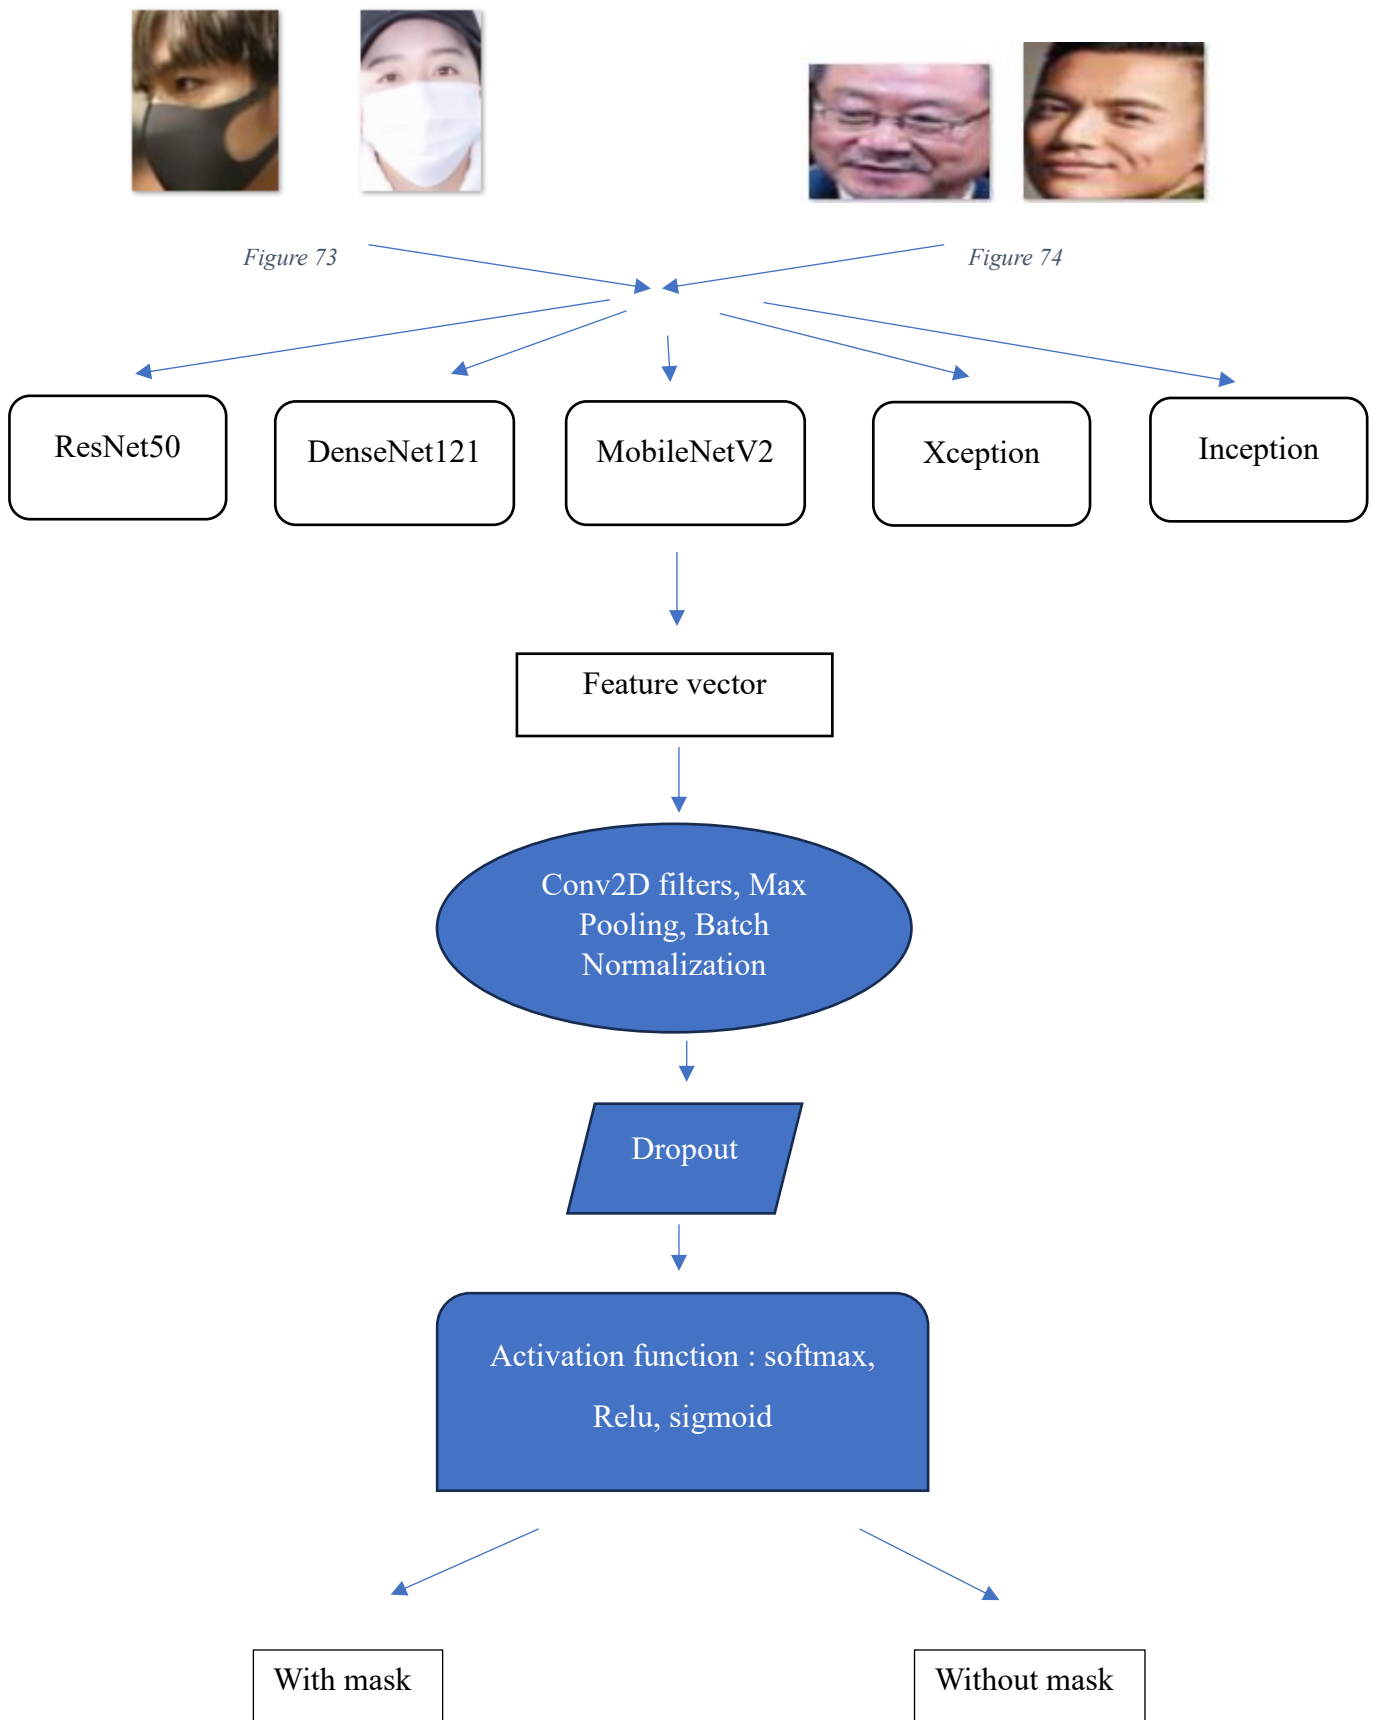 Figure 73
Figure 74
ResNet50
DenseNet121
MobileNetV2
Xception
Inception
Feature vector
Conv2D filters, Max
Pooling, Batch
Normalization
Dropout
Activation function : softmax,
Relu, sigmoid
With mask
Without mask